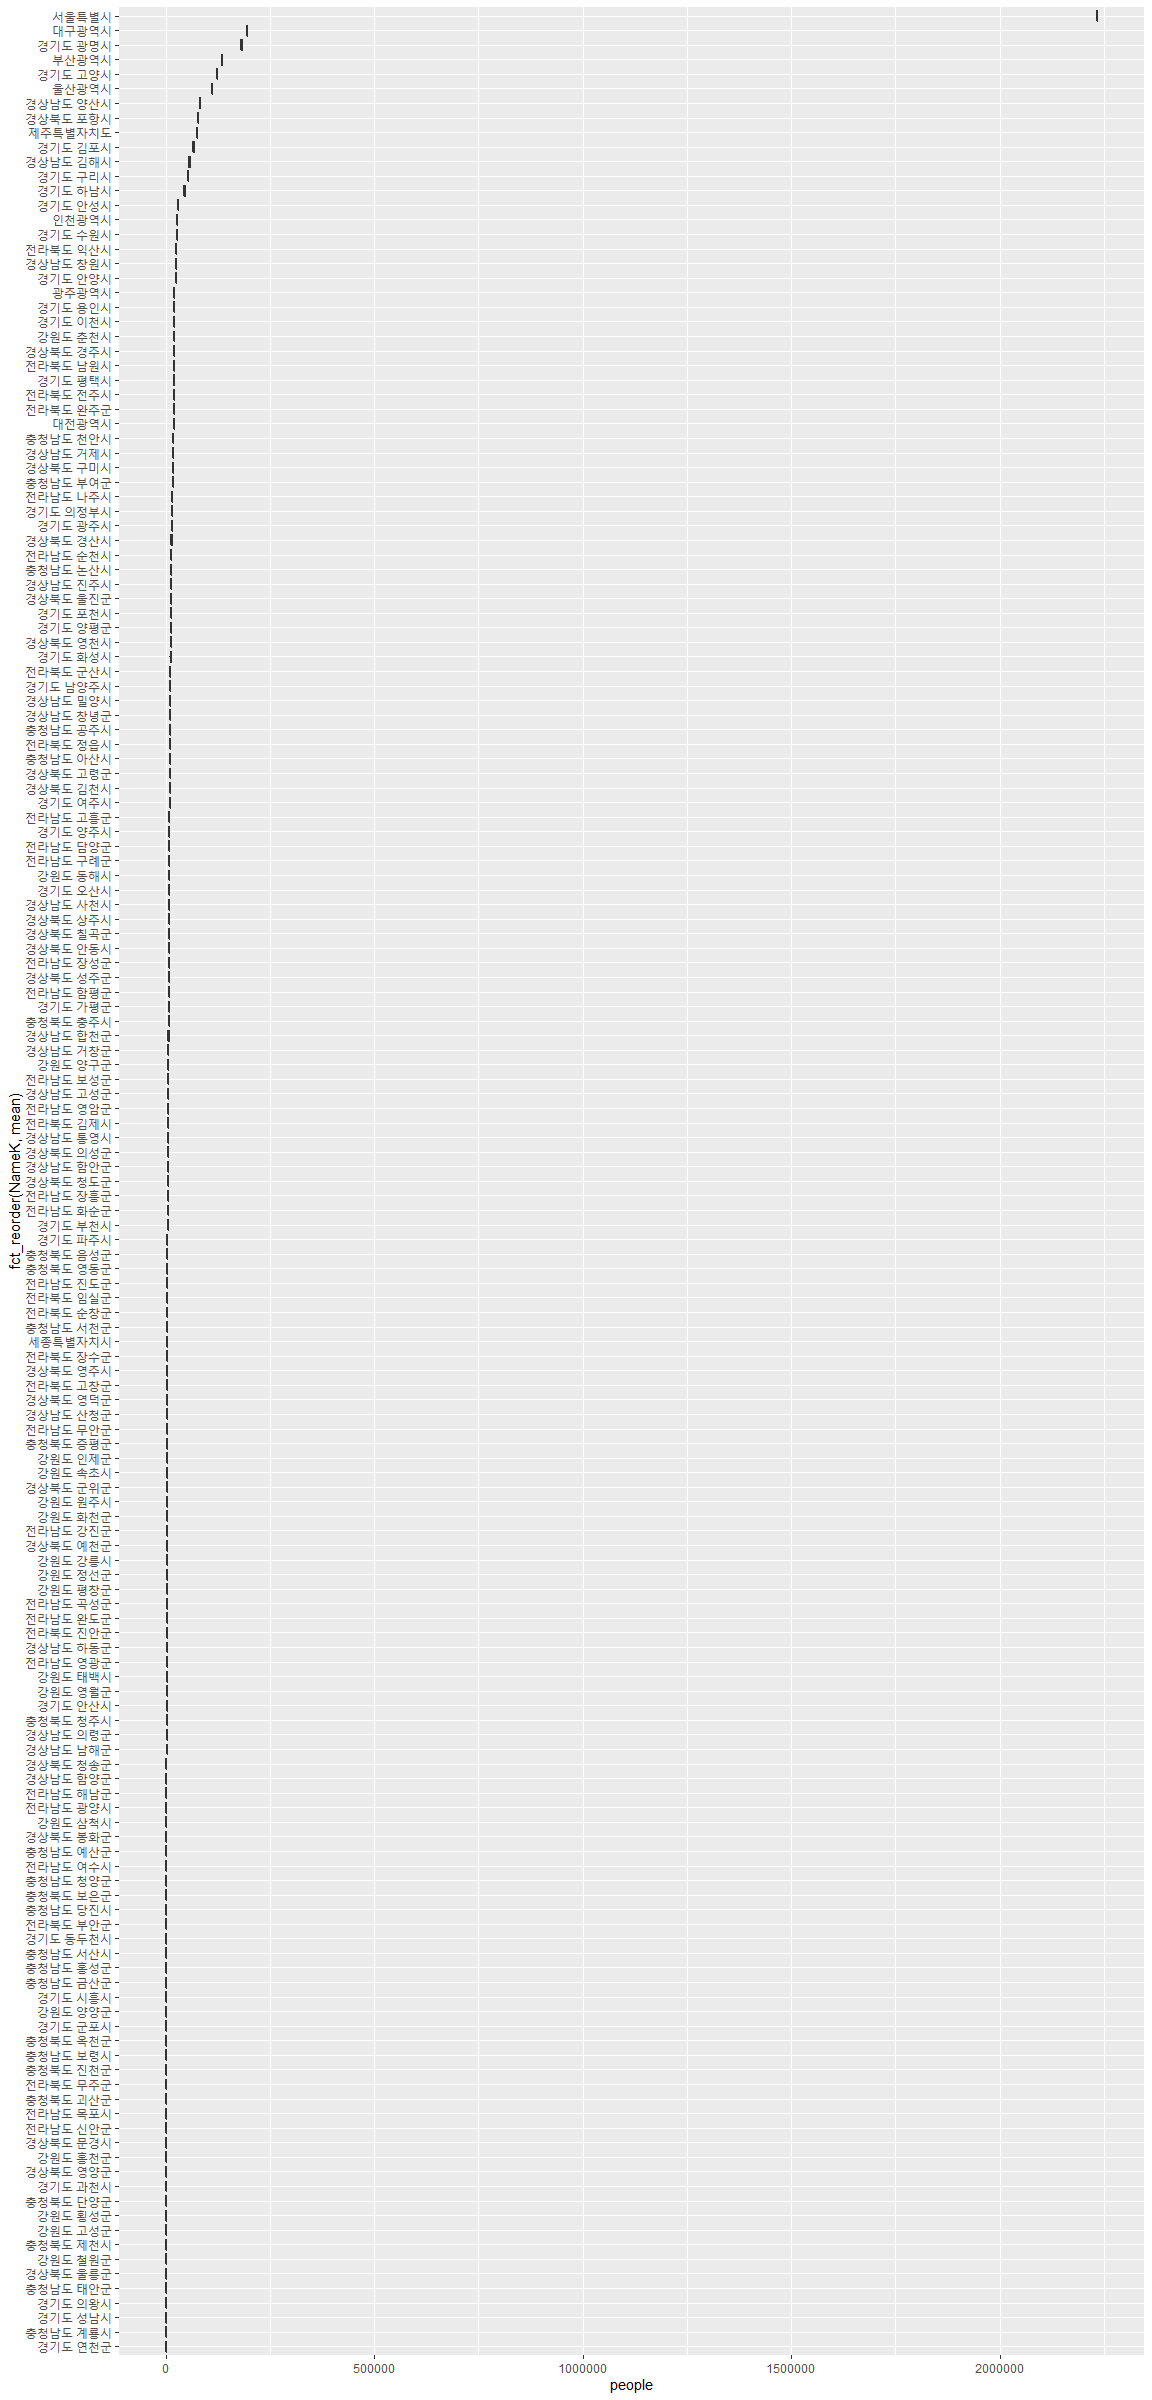 서울특별시
대구광역시
경기도 광명시
부산광역시
경기도 고양시
울산광역시
경상남도 양산시
경상북도 포항시
제주특별자치도
경기도 김포시
경상남도 김해시
경기도 구리시
경기도 하남시
경기도 안성시
인천광역시
경기도 수원시
전라북도 익산시
경상남도 창원시
경기도 안양시
광주광역시
경기도 용인시
경기도 이천시
강원도 춘천시
경상북도 경주시
전라북도 남원시
경기도 평택시
전라북도 전주시
전라북도 완주군
대전광역시
충청남도 천안시
경상남도 거제시
경상북도 구미시
충청남도 부여군
전라남도 나주시
경기도 의정부시
경기도 광주시
경상북도 경산시
전라남도 순천시
충청남도 논산시
경상남도 진주시
경상북도 울진군
경기도 포천시
경기도 양평군
경상북도 영천시
경기도 화성시
전라북도 군산시
경기도 남양주시
경상남도 밀양시
경상남도 창녕군
충청남도 공주시
전라북도 정읍시
충청남도 아산시
경상북도 고령군
경상북도 김천시
경기도 여주시
전라남도 고흥군
경기도 양주시
전라남도 담양군
전라남도 구례군
강원도 동해시
경기도 오산시
경상남도 사천시
경상북도 상주시
경상북도 칠곡군
경상북도 안동시
전라남도 장성군
경상북도 성주군
전라남도 함평군
경기도 가평군
충청북도 충주시
경상남도 합천군
경상남도 거창군
강원도 양구군
전라남도 보성군
경상남도 고성군
전라남도 영암군
전라북도 김제시
경상남도 통영시
경상북도 의성군
경상남도 함안군
경상북도 청도군
전라남도 장흥군
전라남도 화순군
경기도 부천시
경기도 파주시
충청북도 음성군
충청북도 영동군
전라남도 진도군
전라북도 임실군
전라북도 순창군
충청남도 서천군
세종특별자치시
전라북도 장수군
경상북도 영주시
전라북도 고창군
경상북도 영덕군
경상남도 산청군
전라남도 무안군
충청북도 증평군
강원도 인제군
강원도 속초시
경상북도 군위군
강원도 원주시
강원도 화천군
전라남도 강진군
경상북도 예천군
강원도 강릉시
강원도 정선군
강원도 평창군
전라남도 곡성군
전라남도 완도군
전라북도 진안군
경상남도 하동군
전라남도 영광군
강원도 태백시
강원도 영월군
경기도 안산시
충청북도 청주시
경상남도 의령군
경상남도 남해군
경상북도 청송군
경상남도 함양군
전라남도 해남군
전라남도 광양시
강원도 삼척시
경상북도 봉화군
충청남도 예산군
전라남도 여수시
충청남도 청양군
충청북도 보은군
충청남도 당진시
전라북도 부안군
경기도 동두천시
충청남도 서산시
충청남도 홍성군
충청남도 금산군
경기도 시흥시
강원도 양양군
경기도 군포시
충청북도 옥천군
충청남도 보령시
충청북도 진천군
전라북도 무주군
충청북도 괴산군
전라남도 목포시
전라남도 신안군
경상북도 문경시
강원도 홍천군
경상북도 영양군
경기도 과천시
충청북도 단양군
강원도 횡성군
강원도 고성군
충청북도 제천시
강원도 철원군
경상북도 울릉군
충청남도 태안군
경기도 의왕시
경기도 성남시
충청남도 계룡시
경기도 연천군
fct_reorder(NameK, mean)
0 500000 1000000 1500000 2000000
people